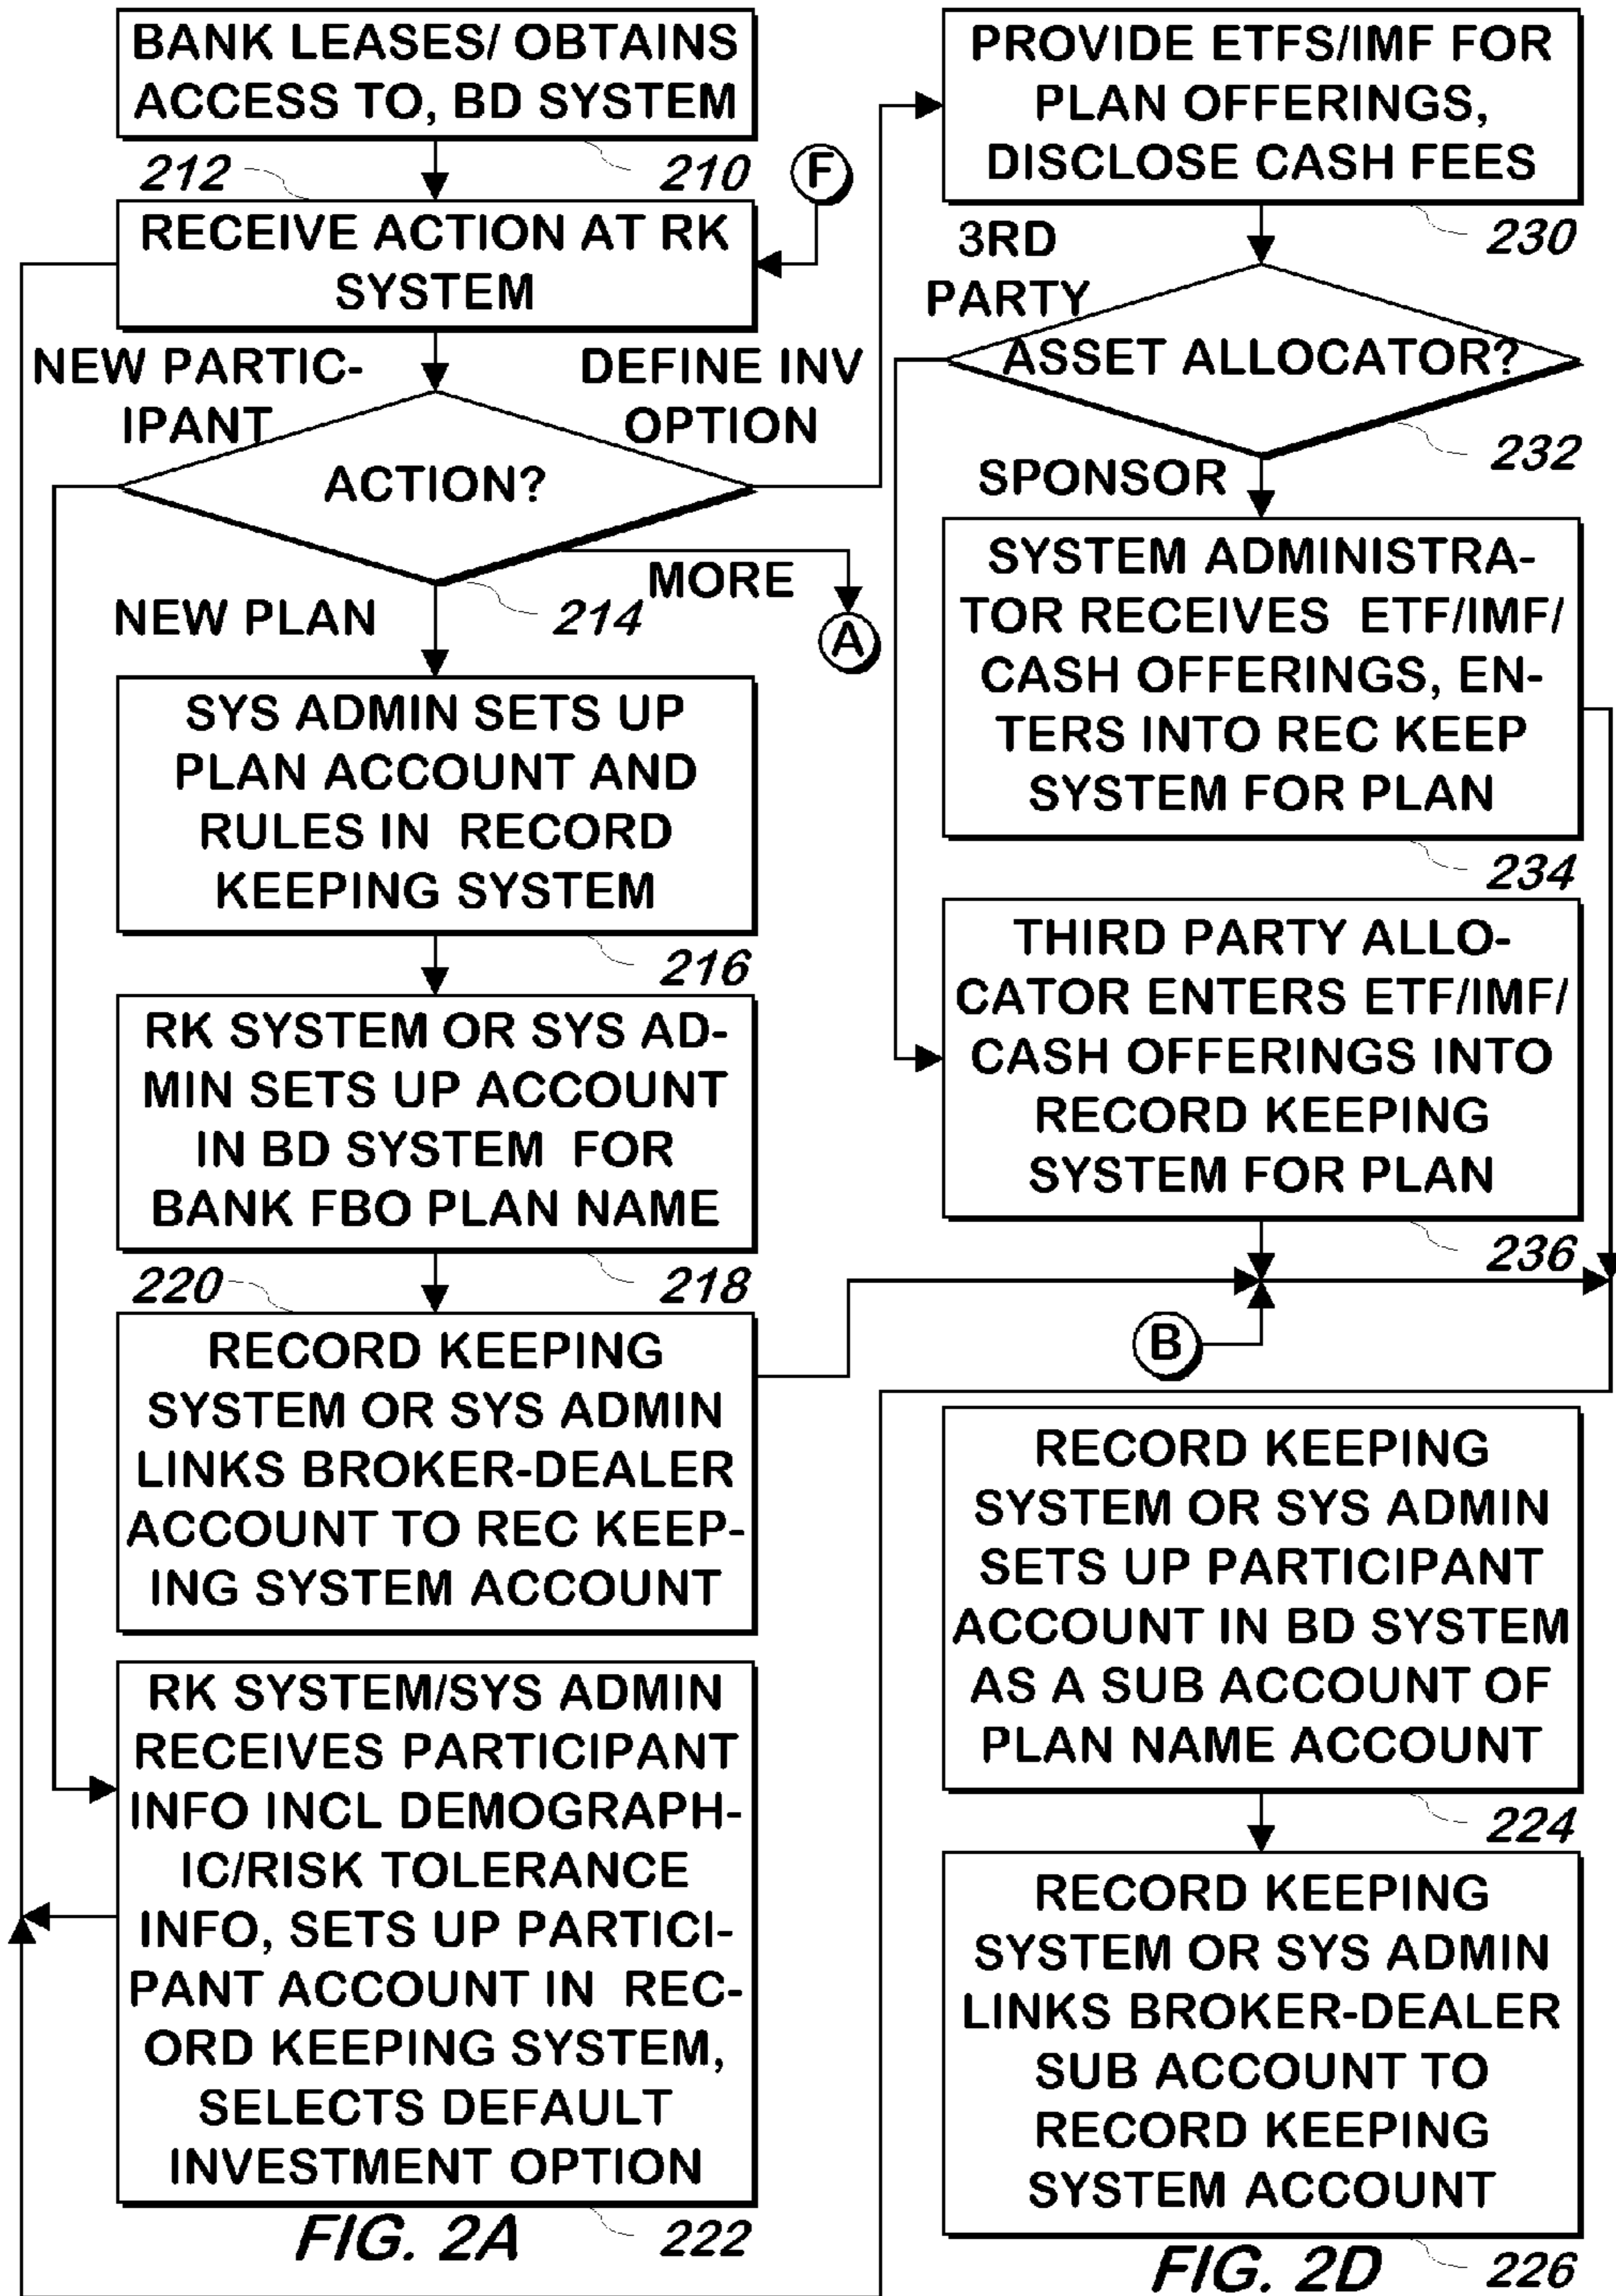 BANK LEASES/ OBTAINS
ACCESS TO, BD SYSTEM
210
212
F
RECEIVE ACTION AT RK
SYSTEM
NEW PARTIC-
IPANT
DEFINE INV
OPTION
ACTION?
MORE
214
A
NEW PLAN
SYS ADMIN SETS UP
PLAN ACCOUNT AND
RULES IN RECORD
KEEPING SYSTEM
216
RK SYSTEM OR SYS AD-
MIN SETS UP ACCOUNT
IN BD SYSTEM FOR
BANK FBO PLAN NAME
218
220
RECORD KEEPING
SYSTEM OR SYS ADMIN
LINKS BROKER-DEALER
ACCOUNT TO REC KEEP-
ING SYSTEM ACCOUNT
RK SYSTEM/SYS ADMIN
RECEIVES PARTICIPANT
INFO INCL DEMOGRAPH-
IC/RISK TOLERANCE
INFO, SETS UP PARTICI-
PANT ACCOUNT IN REC-
ORD KEEPING SYSTEM,
SELECTS DEFAULT
INVESTMENT OPTION
222
FIG. 2A
PROVIDE ETFS/IMF FOR
PLAN OFFERINGS,
DISCLOSE CASH FEES
230
3RD
PARTY
ASSET ALLOCATOR?
232
SPONSOR
SYSTEM ADMINISTRA-
TOR RECEIVES ETF/IMF/
CASH OFFERINGS, EN-
TERS INTO REC KEEP
SYSTEM FOR PLAN
234
THIRD PARTY ALLO-
CATOR ENTERS ETF/IMF/
CASH OFFERINGS INTO
RECORD KEEPING
SYSTEM FOR PLAN
236
B
RECORD KEEPING
SYSTEM OR SYS ADMIN
SETS UP PARTICIPANT
ACCOUNT IN BD SYSTEM
AS A SUB ACCOUNT OF
PLAN NAME ACCOUNT
224
RECORD KEEPING
SYSTEM OR SYS ADMIN
LINKS BROKER-DEALER
SUB ACCOUNT TO
RECORD KEEPING
SYSTEM ACCOUNT
226
FIG. 2D